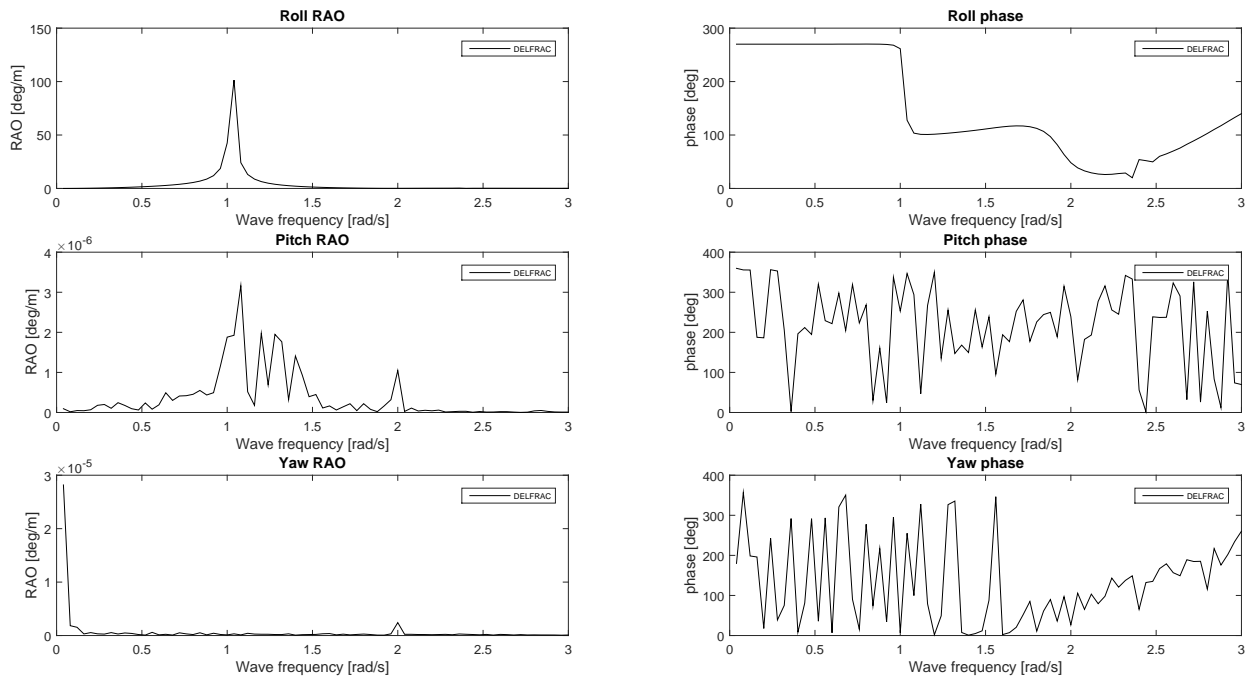 Roll RAO
150
100
50
0
RAO [deg/m]
DELFRAC
0 0.5 1 1.5 2 2.5 3
Wave frequency [rad/s]
Roll phase
300
200
100
0
phase [deg]
DELFRAC
0 0.5 1 1.5 2 2.5 3
Wave frequency [rad/s]
Pitch RAO
×10⁻⁶
4
3
2
1
0
RAO [deg/m]
DELFRAC
0 0.5 1 1.5 2 2.5 3
Wave frequency [rad/s]
Pitch phase
400
300
200
100
0
phase [deg]
DELFRAC
0 0.5 1 1.5 2 2.5 3
Wave frequency [rad/s]
Yaw RAO
×10⁻⁵
3
2
1
0
RAO [deg/m]
DELFRAC
0 0.5 1 1.5 2 2.5 3
Wave frequency [rad/s]
Yaw phase
400
300
200
100
0
phase [deg]
DELFRAC
0 0.5 1 1.5 2 2.5 3
Wave frequency [rad/s]